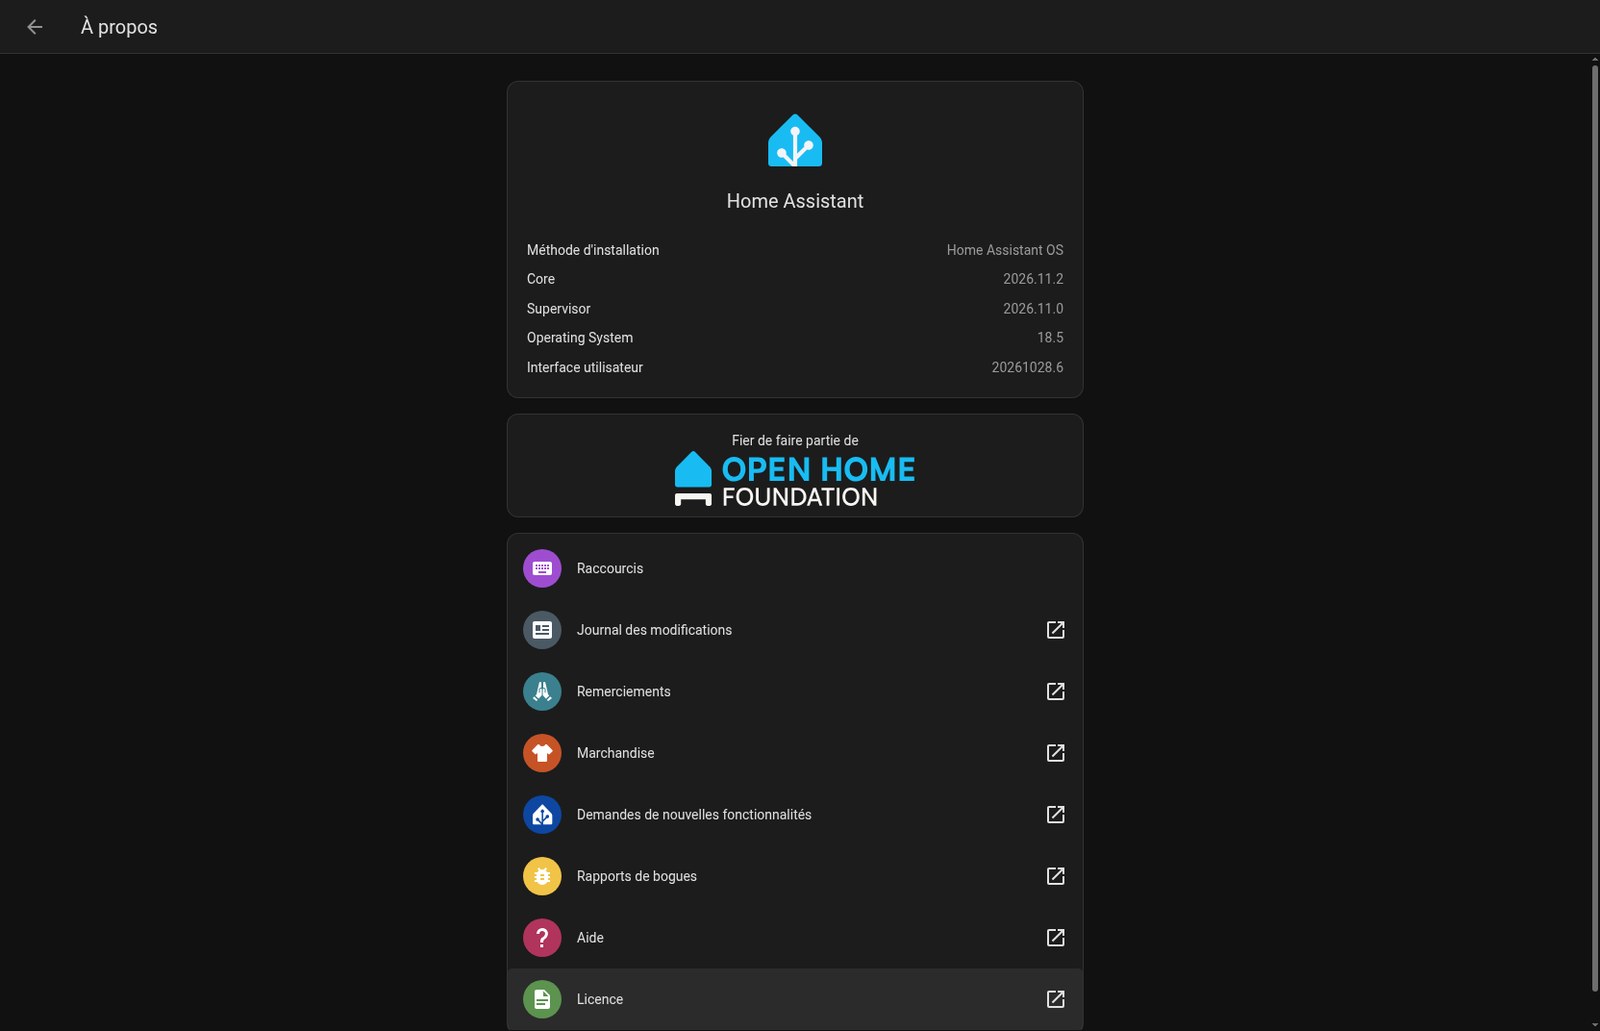 À propos
Home Assistant
Méthode d'installation Home Assistant OS
Core 2026.11.2
Supervisor 2026.11.0
Operating System 18.5
Interface utilisateur 20261028.6
Fier de faire partie de
OPEN HOME
FOUNDATION
Raccourcis
Journal des modifications
Remerciements
Marchandise
Demandes de nouvelles fonctionnalités
Rapports de bogues
Aide
Licence